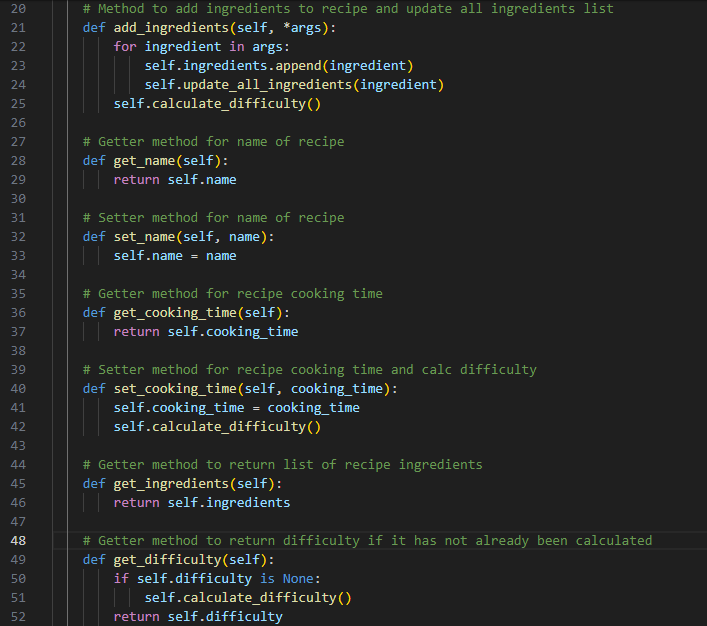 20 # Method to add ingredients to recipe and update all ingredients list
21 def add_ingredients(self, *args):
22     for ingredient in args:
23         self.ingredients.append(ingredient)
24         self.update_all_ingredients(ingredient)
25     self.calculate_difficulty()
26
27 # Getter method for name of recipe
28 def get_name(self):
29     return self.name
30
31 # Setter method for name of recipe
32 def set_name(self, name):
33     self.name = name
34
35 # Getter method for recipe cooking time
36 def get_cooking_time(self):
37     return self.cooking_time
38
39 # Setter method for recipe cooking time and calc difficulty
40 def set_cooking_time(self, cooking_time):
41     self.cooking_time = cooking_time
42     self.calculate_difficulty()
43
44 # Getter method to return list of recipe ingredients
45 def get_ingredients(self):
46     return self.ingredients
47
48 # Getter method to return difficulty if it has not already been calculated
49 def get_difficulty(self):
50     if self.difficulty is None:
51         self.calculate_difficulty()
52     return self.difficulty